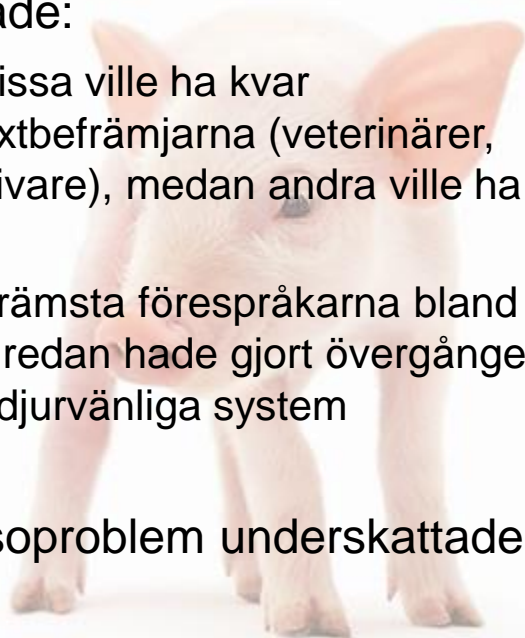 ade:
issa ville ha kvar
xtbefrämjarna (veterinärer,
ivare), medan andra ville ha
rämsta förespråkarna bland
redan hade gjort övergånge
djurvänliga system
soproblem underskattade